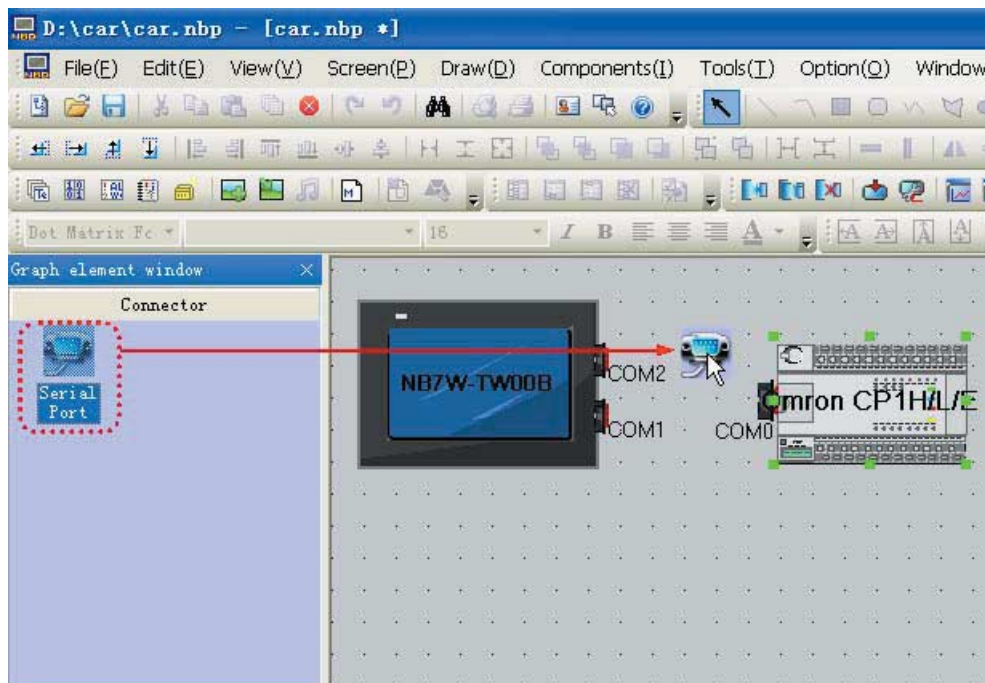 D:\car\car.nbp - [car.nbp *]
File(F) Edit(E) View(V) Screen(P) Draw(D) Components(I) Tools(T) Option(O) Window
Dot Matrix Fc 16 I B A
Graph element window
Connector
Serial
Port
NB7W-TW00B
COM2
COM1
COM0
Omron CP1H/L/E